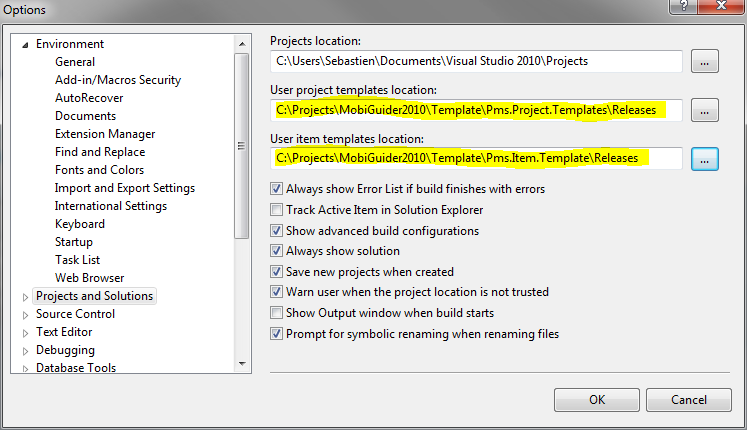 Options
Environment
General
Add-in/Macros Security
AutoRecover
Documents
Extension Manager
Find and Replace
Fonts and Colors
Import and Export Settings
International Settings
Keyboard
Startup
Task List
Web Browser
Projects and Solutions
Source Control
Text Editor
Debugging
Database Tools
Projects location:
C:\Users\Sebastien\Documents\Visual Studio 2010\Projects
...
User project templates location:
C:\Projects\MobiGuider2010\Template\Pms.Project.Templates\Releases
...
User item templates location:
C:\Projects\MobiGuider2010\Template\Pms.Item.Template\Releases
...
Always show Error List if build finishes with errors
Track Active Item in Solution Explorer
Show advanced build configurations
Always show solution
Save new projects when created
Warn user when the project location is not trusted
Show Output window when build starts
Prompt for symbolic renaming when renaming files
OK
Cancel